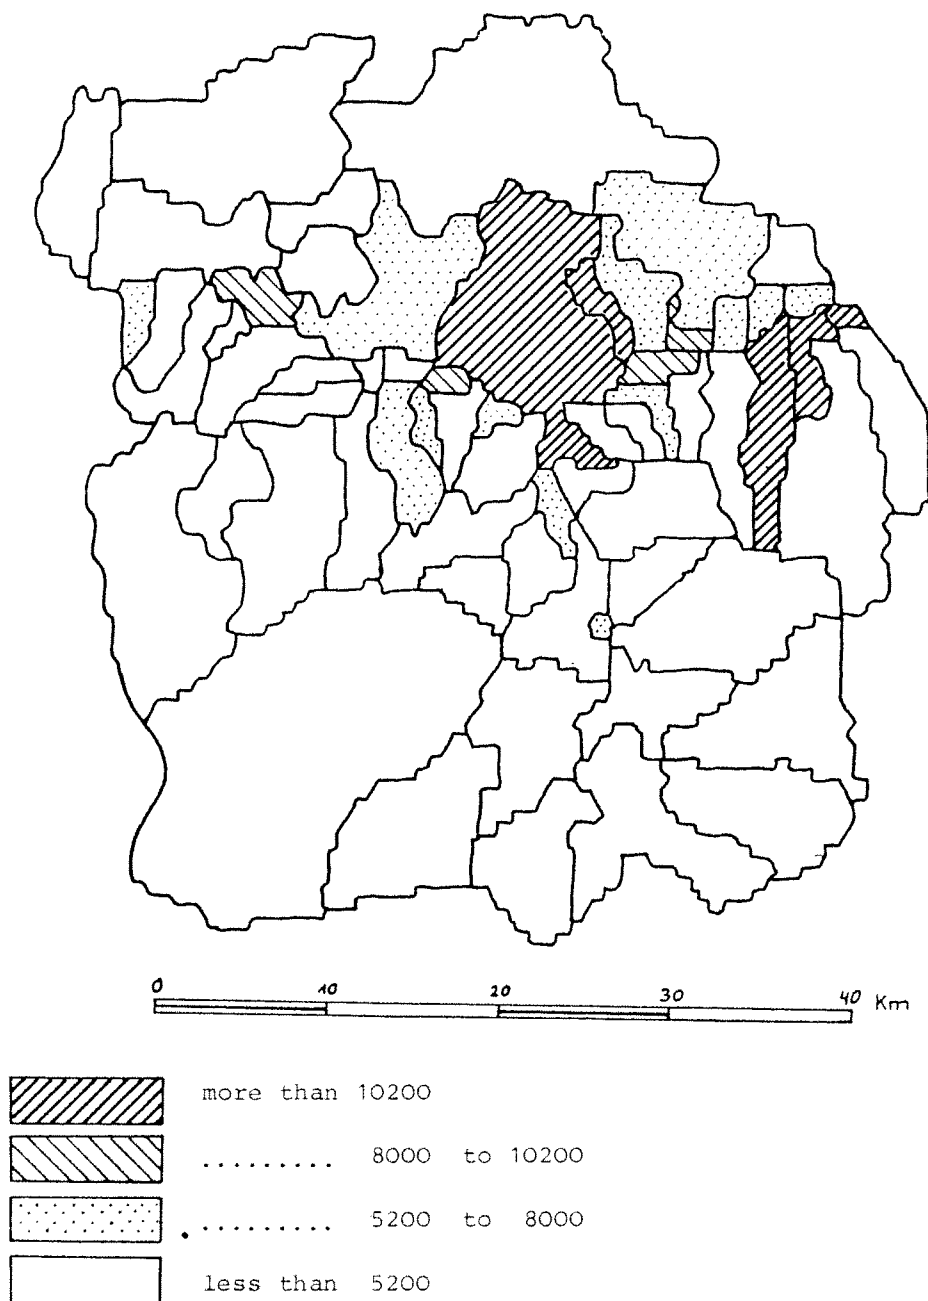 0 10 20 30 40 Km
more than 10200
......... 8000 to 10200
. ......... 5200 to 8000
less than 5200